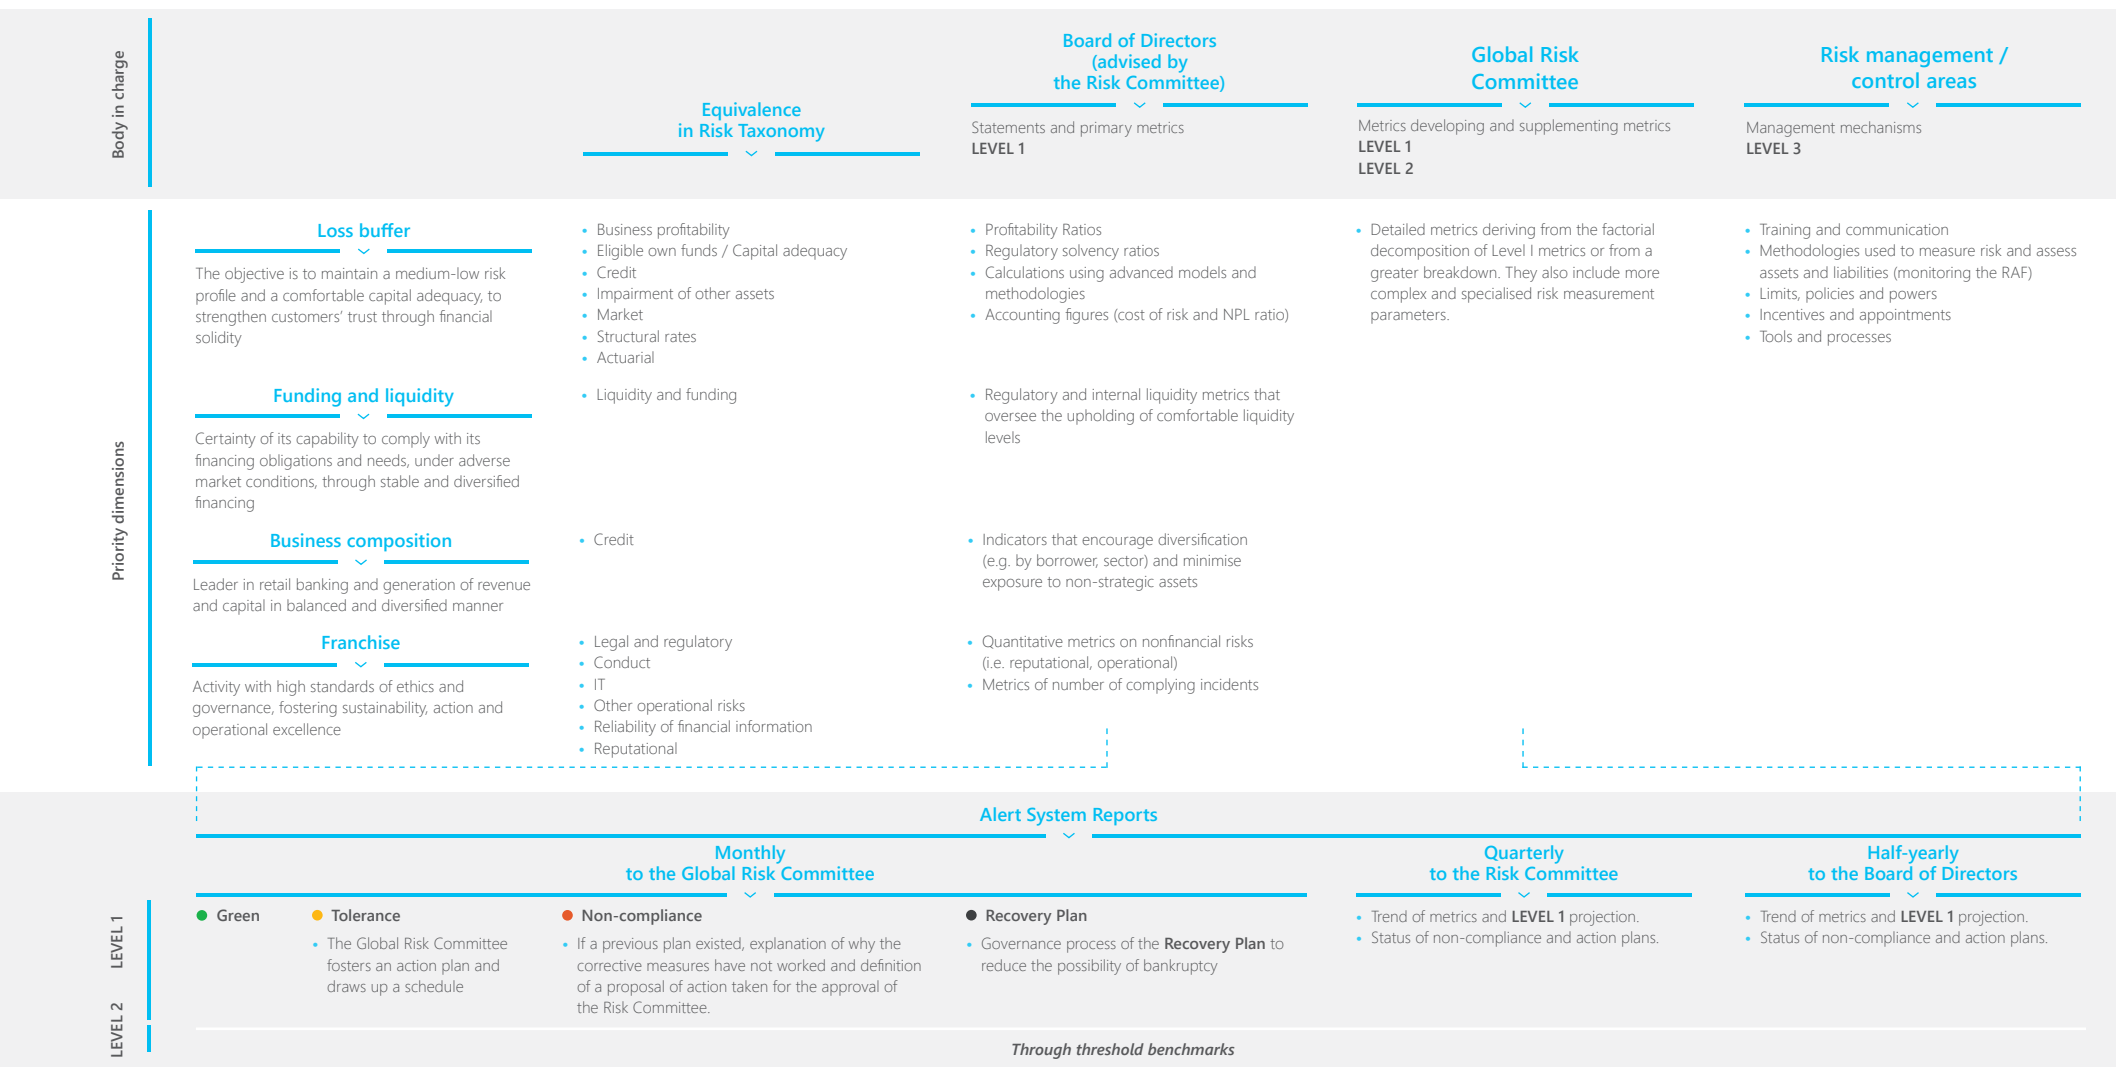 Body in charge
Equivalence
in Risk Taxonomy
Board of Directors
(advised by
the Risk Committee)
Statements and primary metrics
LEVEL 1
Global Risk
Committee
Metrics developing and supplementing metrics
LEVEL 1
LEVEL 2
Risk management /
control areas
Management mechanisms
LEVEL 3
Priority dimensions
Loss buffer
The objective is to maintain a medium-low risk
profile and a comfortable capital adequacy, to
strengthen customers’ trust through financial
solidity
• Business profitability
• Eligible own funds / Capital adequacy
• Credit
• Impairment of other assets
• Market
• Structural rates
• Actuarial
• Profitability Ratios
• Regulatory solvency ratios
• Calculations using advanced models and
methodologies
• Accounting figures (cost of risk and NPL ratio)
• Detailed metrics deriving from the factorial
decomposition of Level I metrics or from a
greater breakdown. They also include more
complex and specialised risk measurement
parameters.
• Training and communication
• Methodologies used to measure risk and assess
assets and liabilities (monitoring the RAF)
• Limits, policies and powers
• Incentives and appointments
• Tools and processes
Funding and liquidity
Certainty of its capability to comply with its
financing obligations and needs, under adverse
market conditions, through stable and diversified
financing
• Liquidity and funding
• Regulatory and internal liquidity metrics that
oversee the upholding of comfortable liquidity
levels
Business composition
Leader in retail banking and generation of revenue
and capital in balanced and diversified manner
• Credit
• Indicators that encourage diversification
(e.g. by borrower, sector) and minimise
exposure to non-strategic assets
Franchise
Activity with high standards of ethics and
governance, fostering sustainability, action and
operational excellence
• Legal and regulatory
• Conduct
• IT
• Other operational risks
• Reliability of financial information
• Reputational
• Quantitative metrics on nonfinancial risks
(i.e. reputational, operational)
• Metrics of number of complying incidents
Alert System Reports
Monthly
to the Global Risk Committee
Quarterly
to the Risk Committee
Half-yearly
to the Board of Directors
LEVEL 1
Green
Tolerance
• The Global Risk Committee
fosters an action plan and
draws up a schedule
Non-compliance
• If a previous plan existed, explanation of why the
corrective measures have not worked and definition
of a proposal of action taken for the approval of
the Risk Committee.
Recovery Plan
• Governance process of the Recovery Plan to
reduce the possibility of bankruptcy
• Trend of metrics and LEVEL 1 projection.
• Status of non-compliance and action plans.
• Trend of metrics and LEVEL 1 projection.
• Status of non-compliance and action plans.
LEVEL 2
Through threshold benchmarks